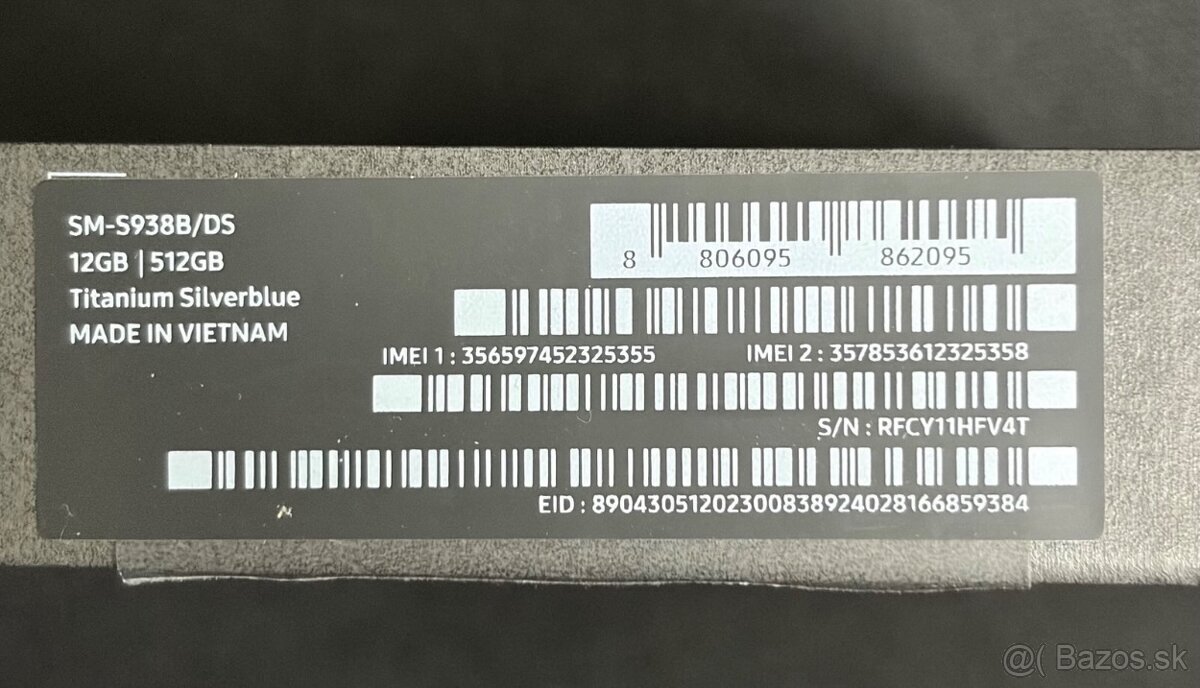 SM-S938B/DS
12GB | 512GB
Titanium Silverblue
MADE IN VIETNAM
8 806095 862095
IMEI 1 : 356597452325355 IMEI 2 : 357853612325358
S/N : RFCY11HFV4T
EID : 89043051202300838924028166859384
@( Bazos.sk